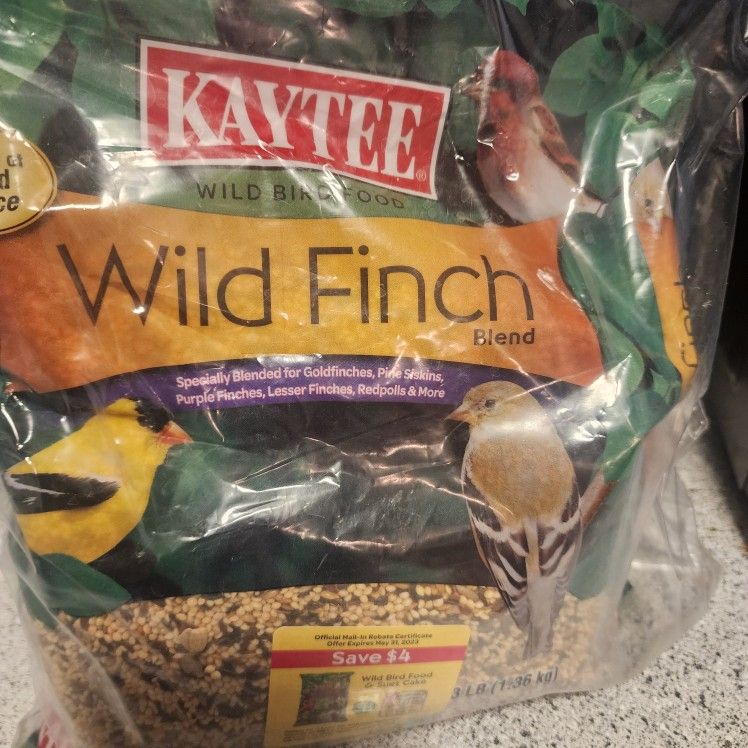 KAYTEE®
WILD BIRD FOOD
Wild Finch
Blend
Specially Blended for Goldfinches, Pine Siskins,
Purple Finches, Lesser Finches, Redpolls & More
Official Mail-In Rebate Certificate
Offer Expires May 31, 2023
Save $4
Wild Bird Food
& Suet Cake
3 LB (1.36 kg)